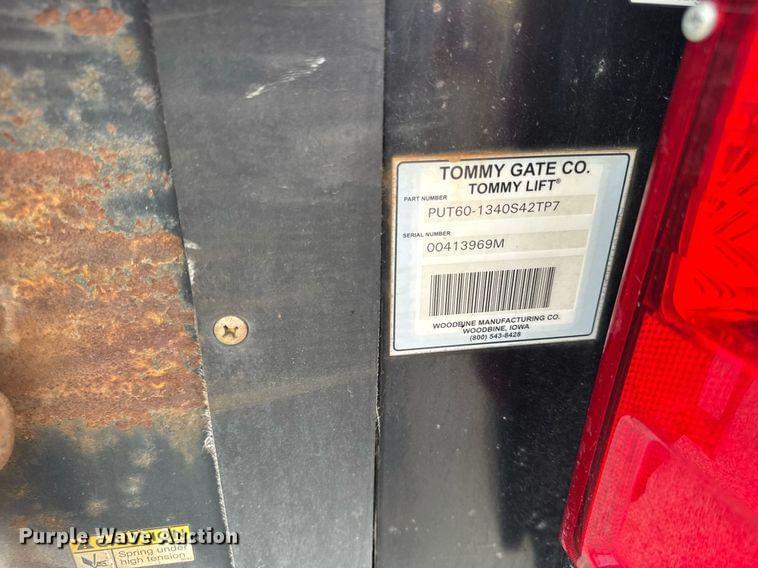 TOMMY GATE CO.
TOMMY LIFT®
PART NUMBER
PUT60-1340S42TP7
SERIAL NUMBER
00413969M
WOODBINE MANUFACTURING CO.
WOODBINE, IOWA
(800) 543-8428
Spring under
high tension
Purple Wave Auction®